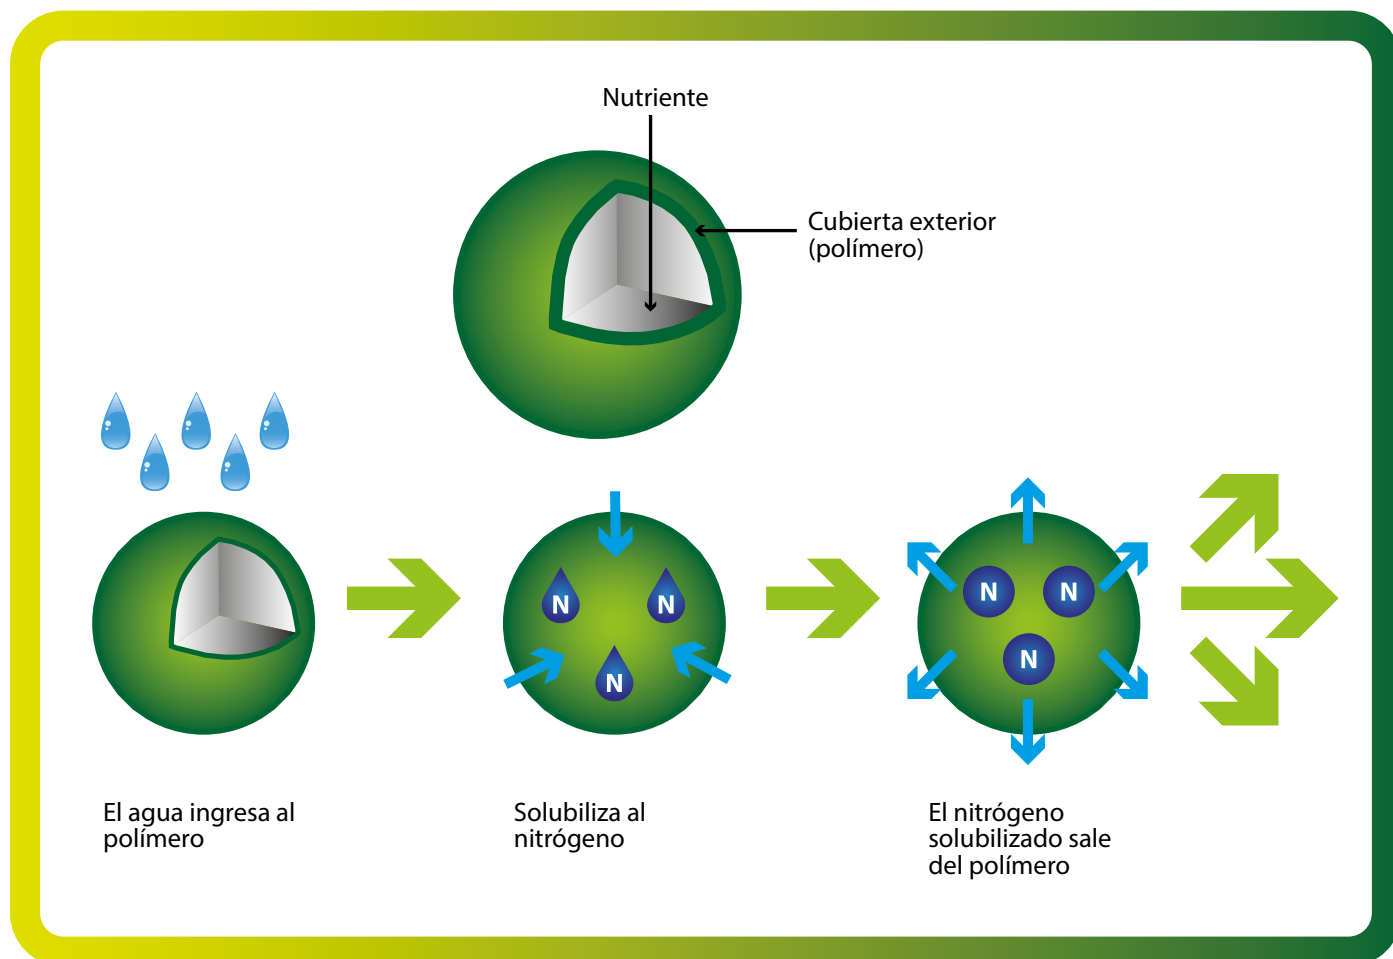 Nutriente
Cubierta exterior
(polímero)
N
N
N
N
N
N
El agua ingresa al
polímero
Solubiliza al
nitrógeno
El nitrógeno
solubilizado sale
del polímero